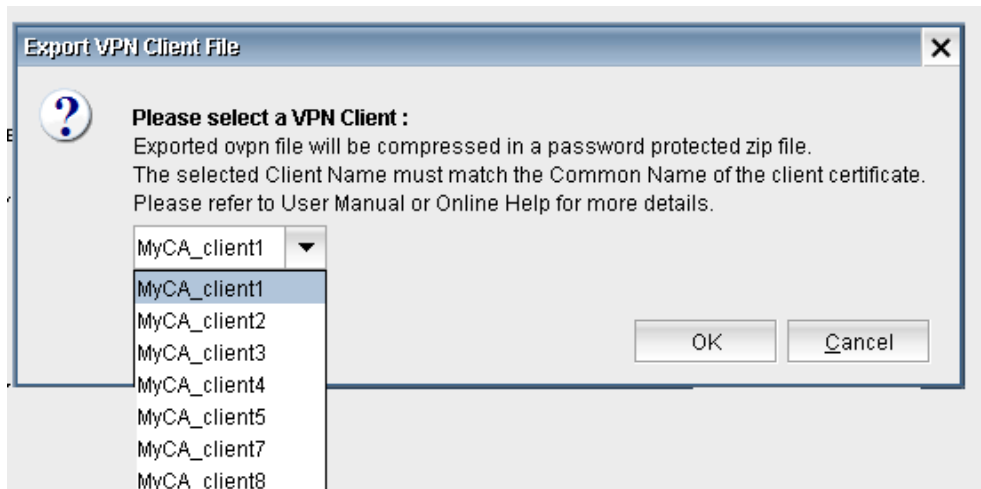 Export VPN Client File
Please select a VPN Client :
Exported ovpn file will be compressed in a password protected zip file.
The selected Client Name must match the Common Name of the client certificate.
Please refer to User Manual or Online Help for more details.
MyCA_client1
MyCA_client1
MyCA_client2
MyCA_client3
MyCA_client4
MyCA_client5
MyCA_client7
MyCA_client8
OK
Cancel